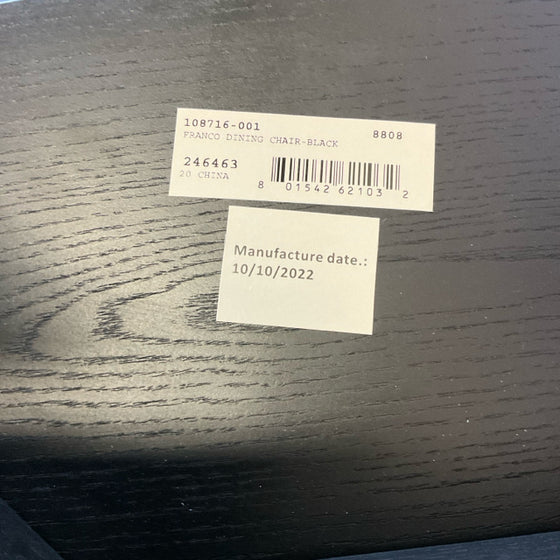 108716-001 8808
FRANCO DINING CHAIR-BLACK
246463
20 CHINA
8 01542 62103 2
Manufacture date.:
10/10/2022